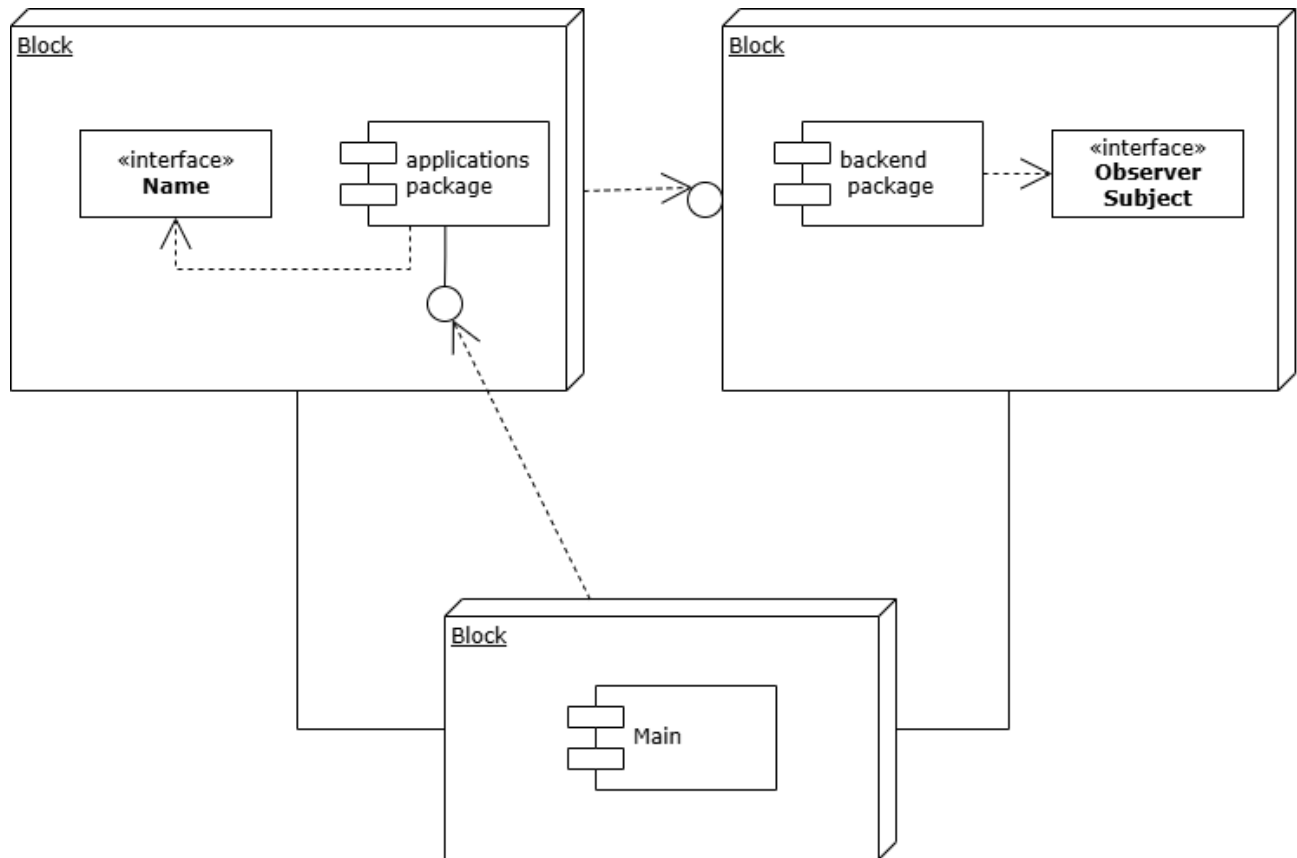 Block
«interface»
Name
applications
package
Block
backend
package
«interface»
Observer
Subject
Block
Main